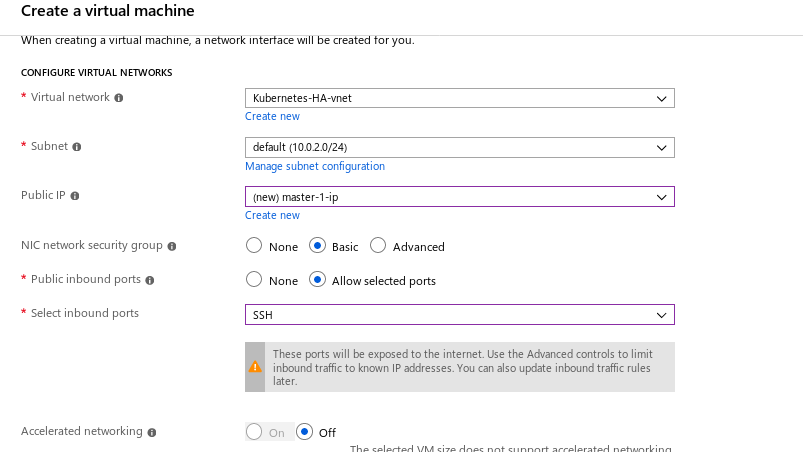 Create a virtual machine
When creating a virtual machine, a network interface will be created for you.
CONFIGURE VIRTUAL NETWORKS
* Virtual network
Kubernetes-HA-vnet
Create new
* Subnet
default (10.0.2.0/24)
Manage subnet configuration
Public IP
(new) master-1-ip
Create new
NIC network security group
None Basic Advanced
* Public inbound ports
None Allow selected ports
* Select inbound ports
SSH
These ports will be exposed to the internet. Use the Advanced controls to limit
inbound traffic to known IP addresses. You can also update inbound traffic rules
later.
Accelerated networking
On Off
The selected VM size does not support accelerated networking.